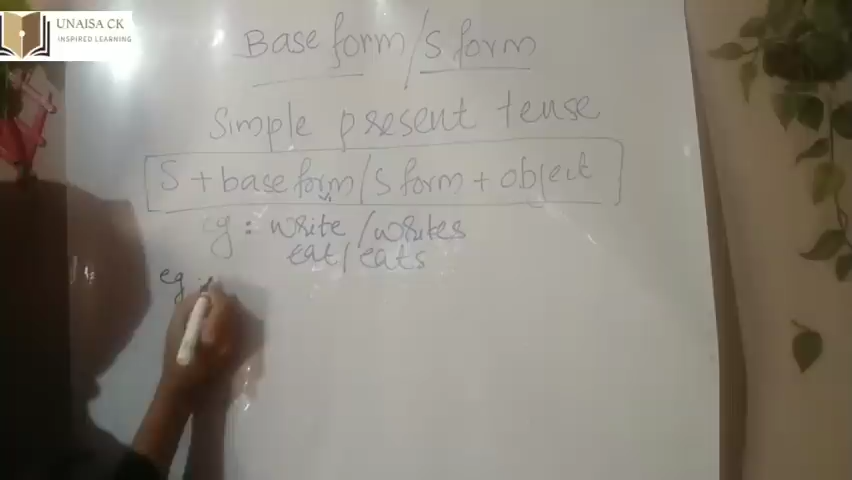 UNAISA CK
INSPIRED LEARNING
Base form / S form
Simple present tense
S + base form / S form + object
eg : write / writes
eat / eats
eg